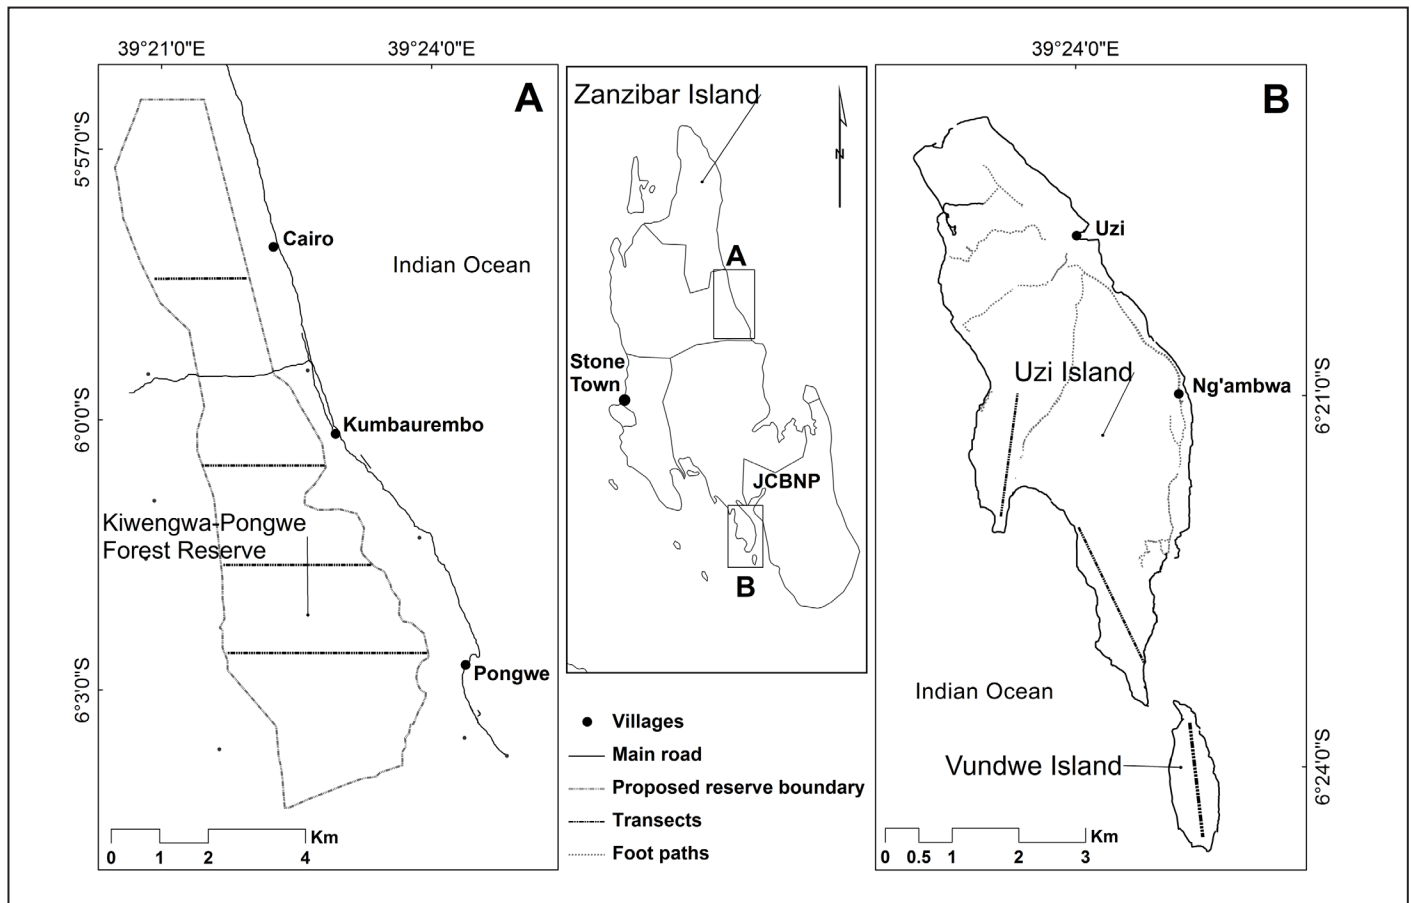 39°21'0"E
39°24'0"E
5°57'0"S
6°0'0"S
6°3'0"S
A
Cairo
Indian Ocean
Kumbaurembo
Kiwengwa-Pongwe
Forest Reserve
Pongwe
Km
0 1 2 4
Zanzibar Island
N
A
Stone
Town
JCBNP
B
Villages
Main road
Proposed reserve boundary
Transects
Foot paths
39°24'0"E
B
Uzi
Uzi Island
Ng'ambwa
6°21'0"S
Indian Ocean
Vundwe Island
6°24'0"S
Km
0 0.5 1 2 3